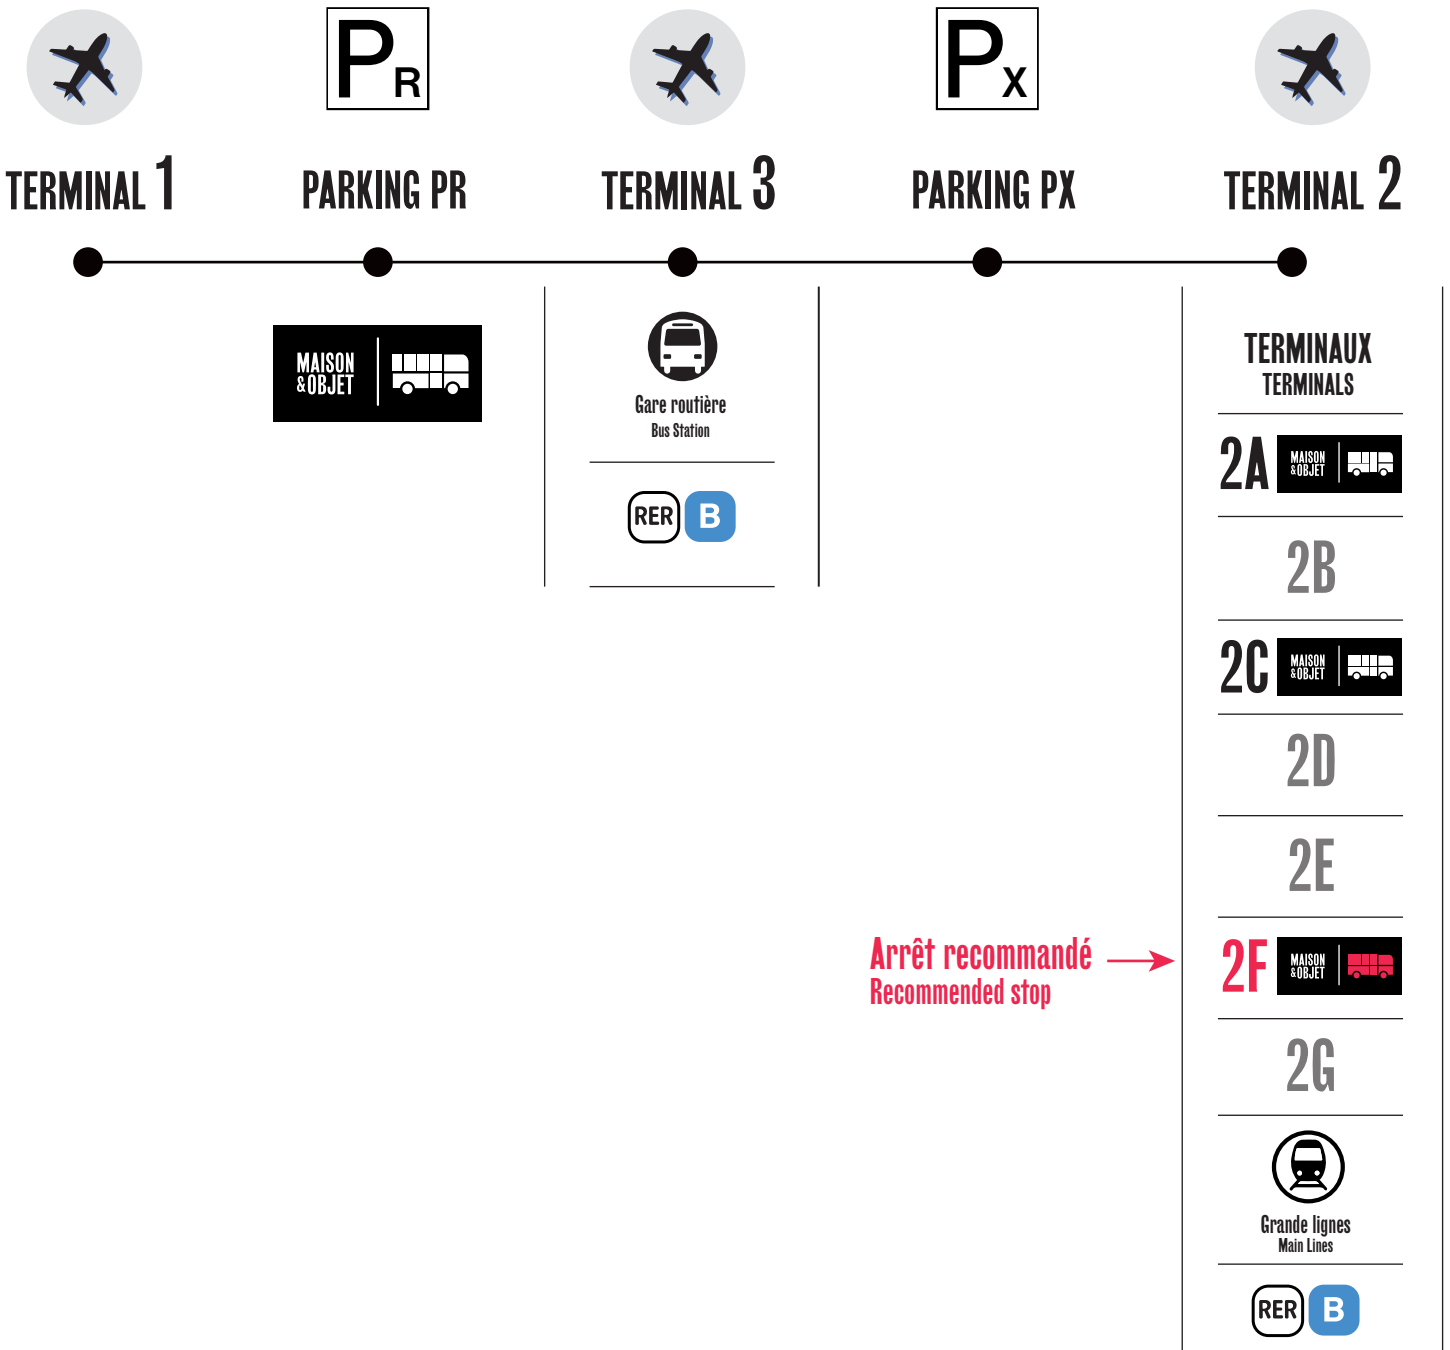 PR
PX
TERMINAL 1
PARKING PR
TERMINAL 3
PARKING PX
TERMINAL 2
MAISON
&OBJET
Gare routière
Bus Station
RER B
TERMINAUX
TERMINALS
2A
MAISON
&OBJET
2B
2C
MAISON
&OBJET
2D
2E
Arrêt recommandé
Recommended stop
2F
MAISON
&OBJET
2G
Grande lignes
Main Lines
RER B